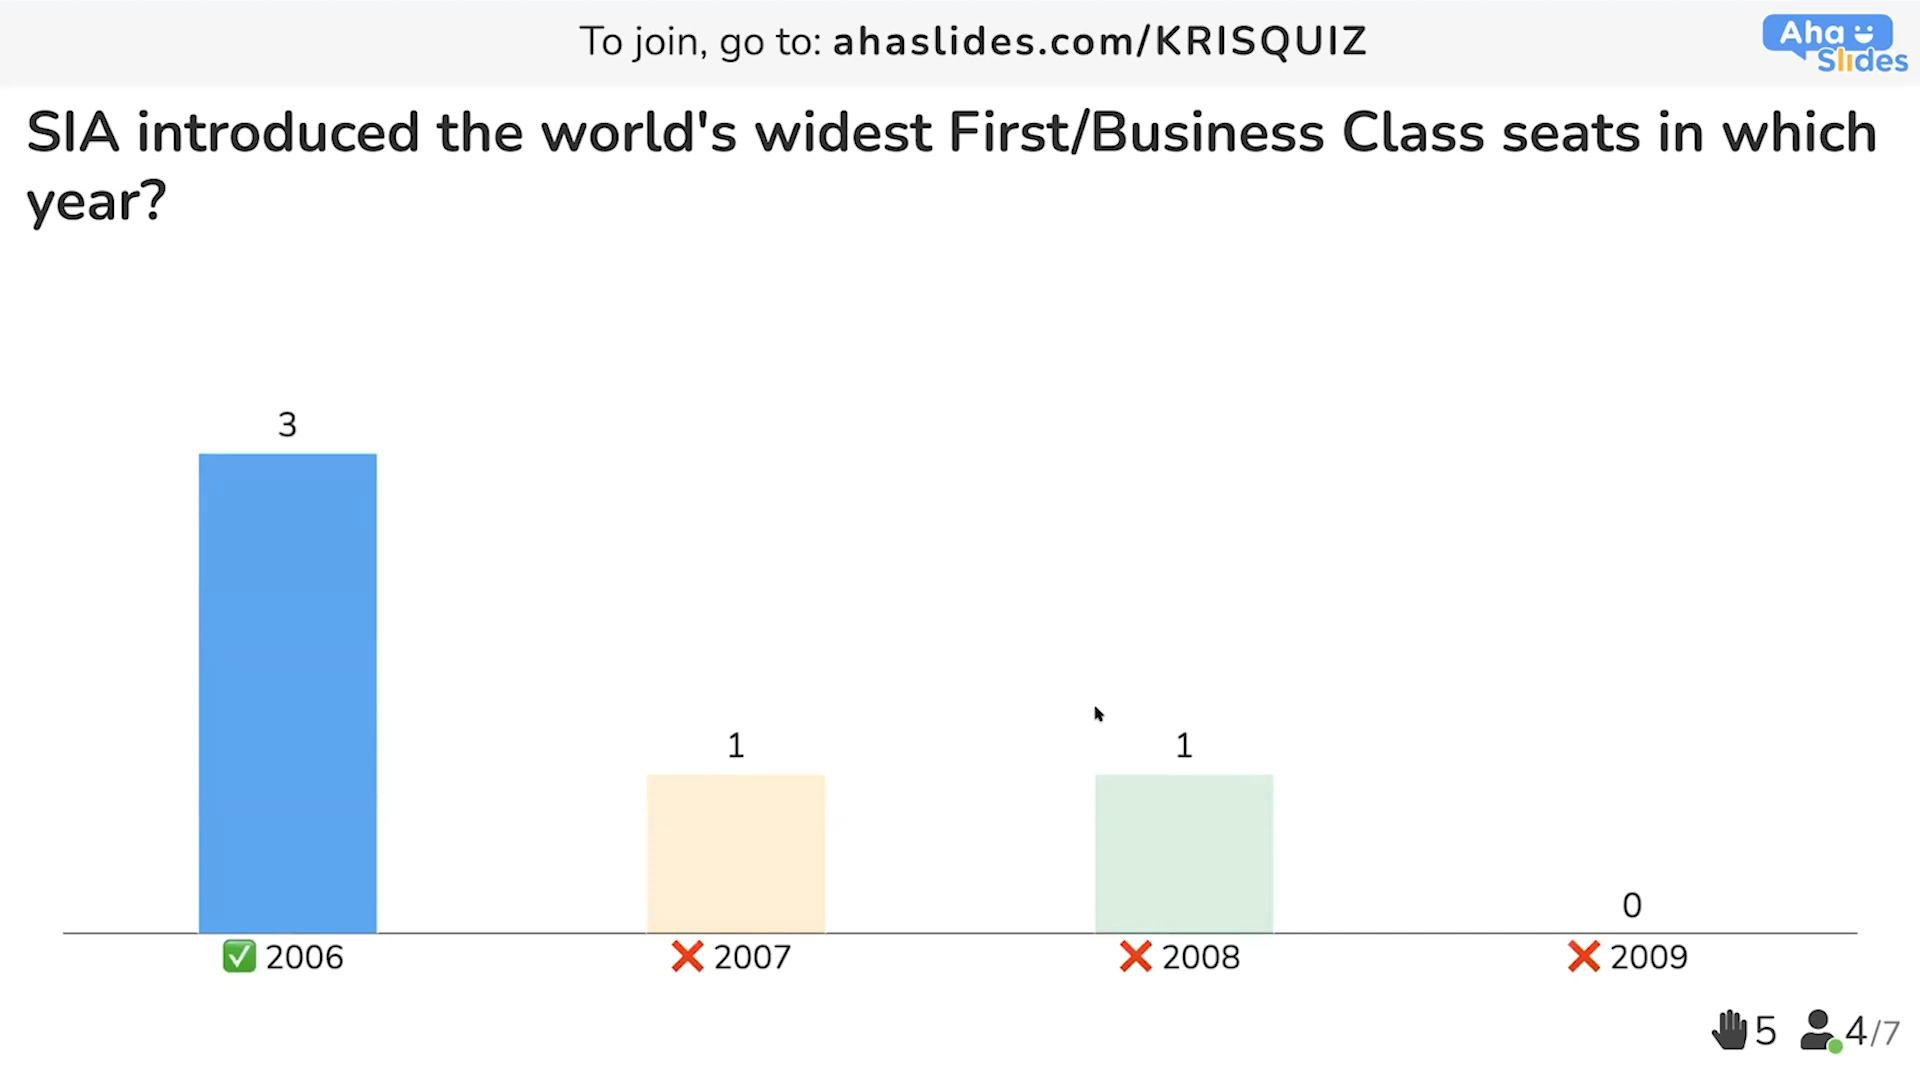 To join, go to: ahaslides.com/KRISQUIZ
Aha
Slides
SIA introduced the world's widest First/Business Class seats in which
year?
3
1
1
0
✅ 2006
❌ 2007
❌ 2008
❌ 2009
5 4/7